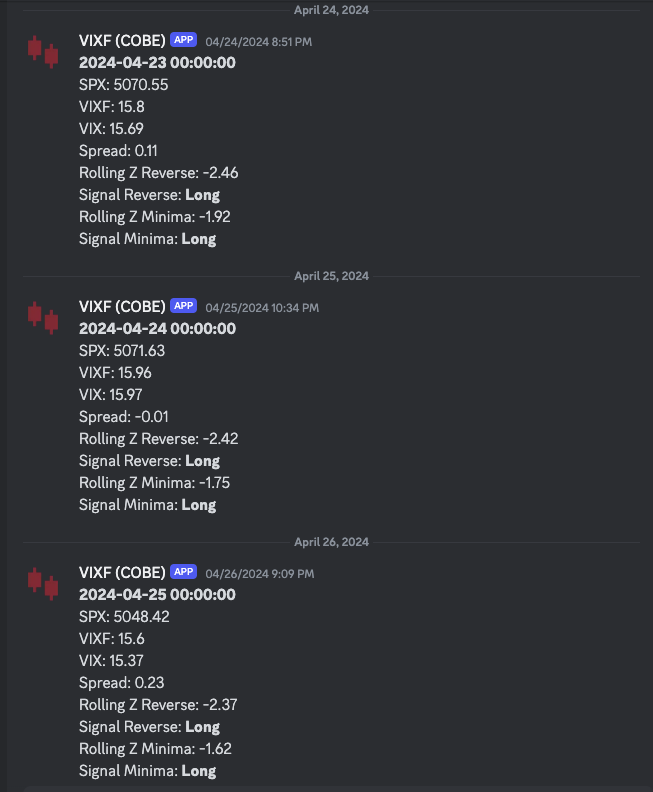 April 24, 2024
VIXF (COBE) APP 04/24/2024 8:51 PM
2024-04-23 00:00:00
SPX: 5070.55
VIXF: 15.8
VIX: 15.69
Spread: 0.11
Rolling Z Reverse: -2.46
Signal Reverse: Long
Rolling Z Minima: -1.92
Signal Minima: Long
April 25, 2024
VIXF (COBE) APP 04/25/2024 10:34 PM
2024-04-24 00:00:00
SPX: 5071.63
VIXF: 15.96
VIX: 15.97
Spread: -0.01
Rolling Z Reverse: -2.42
Signal Reverse: Long
Rolling Z Minima: -1.75
Signal Minima: Long
April 26, 2024
VIXF (COBE) APP 04/26/2024 9:09 PM
2024-04-25 00:00:00
SPX: 5048.42
VIXF: 15.6
VIX: 15.37
Spread: 0.23
Rolling Z Reverse: -2.37
Signal Reverse: Long
Rolling Z Minima: -1.62
Signal Minima: Long